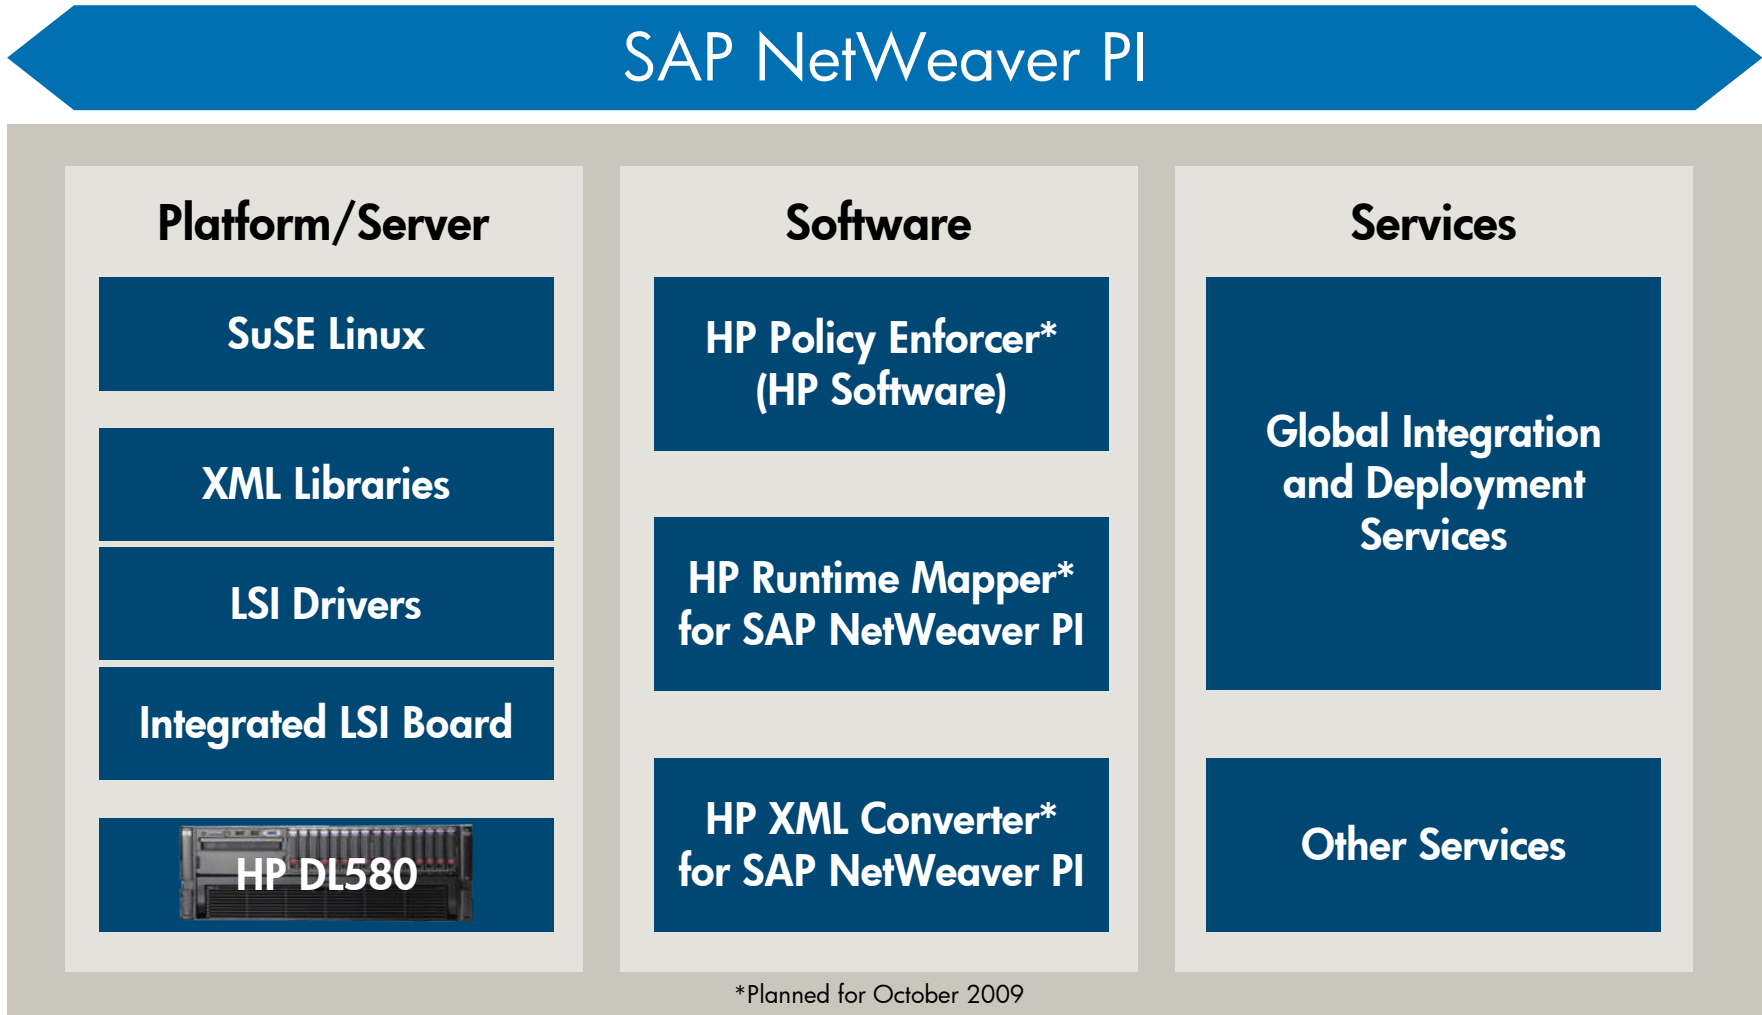 SAP NetWeaver PI
Platform/Server
SuSE Linux
XML Libraries
LSI Drivers
Integrated LSI Board
HP DL580
Software
HP Policy Enforcer*
(HP Software)
HP Runtime Mapper*
for SAP NetWeaver PI
HP XML Converter*
for SAP NetWeaver PI
Services
Global Integration
and Deployment
Services
Other Services
*Planned for October 2009